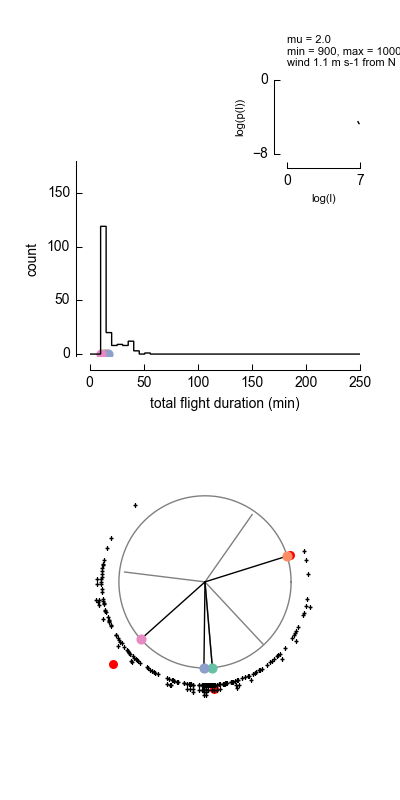 mu = 2.0
min = 900, max = 1000
wind 1.1 m s-1 from N
0
−8
log(p(l))
0 7
log(l)
150
100
50
0
count
0 50 100 150 200 250
total flight duration (min)